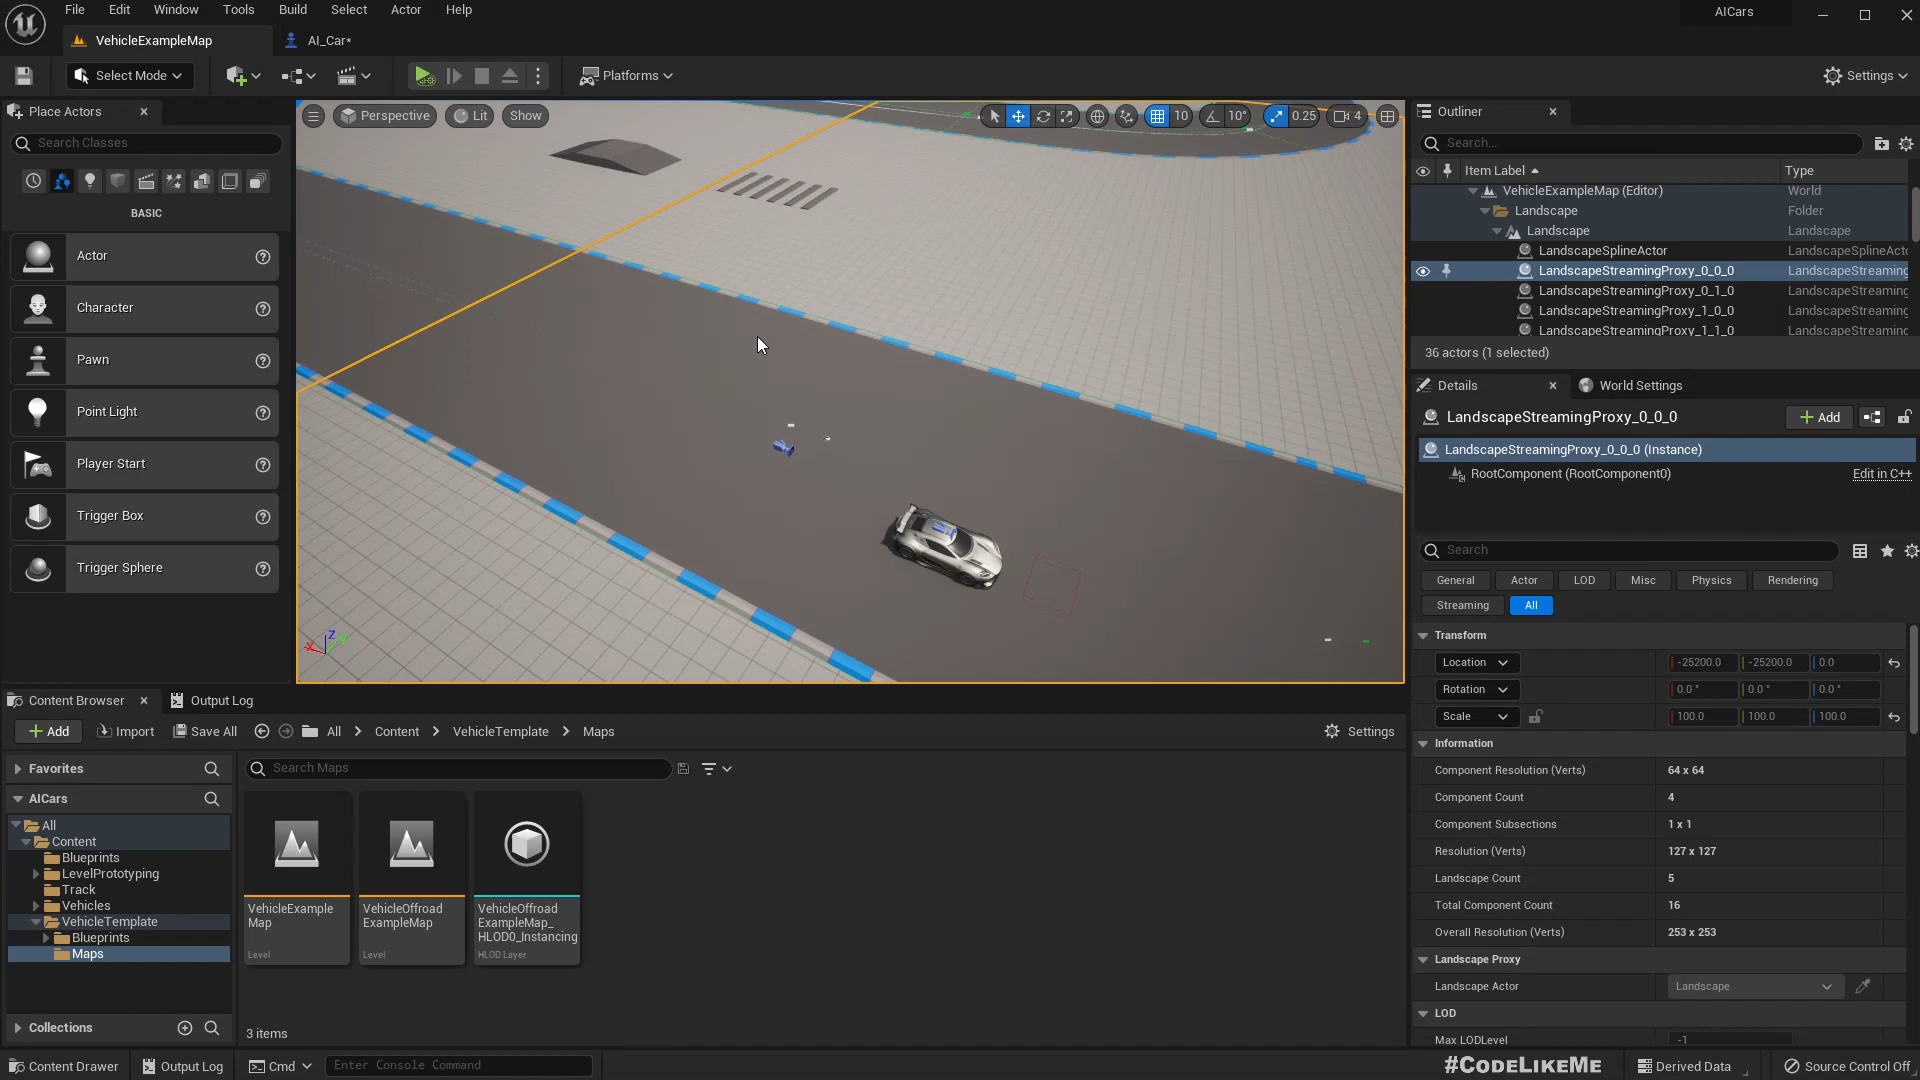 File Edit Window Tools Build Select Actor Help
AICars
VehicleExampleMap
AI_Car*
Select Mode
Platforms
Settings
Place Actors
Search Classes
BASIC
Actor
Character
Pawn
Point Light
Player Start
Trigger Box
Trigger Sphere
Perspective
Lit
Show
10
10°
0.25
4
Z
Y
X
Outliner
Search...
Item Label
Type
VehicleExampleMap (Editor) World
Landscape Folder
Landscape Landscape
LandscapeSplineActor LandscapeSplineActo
LandscapeStreamingProxy_0_0_0 LandscapeStreaming
LandscapeStreamingProxy_0_1_0 LandscapeStreaming
LandscapeStreamingProxy_1_0_0 LandscapeStreaming
LandscapeStreamingProxy_1_1_0 LandscapeStreaming
36 actors (1 selected)
Details
World Settings
LandscapeStreamingProxy_0_0_0
Add
LandscapeStreamingProxy_0_0_0 (Instance)
RootComponent (RootComponent0)
Edit in C++
Search
General Actor LOD Misc Physics Rendering
Streaming All
Transform
Location -25200.0 -25200.0 0.0
Rotation 0.0 ° 0.0 ° 0.0 °
Scale 100.0 100.0 100.0
Information
Component Resolution (Verts) 64 x 64
Component Count 4
Component Subsections 1 x 1
Resolution (Verts) 127 x 127
Landscape Count 5
Total Component Count 16
Overall Resolution (Verts) 253 x 253
Landscape Proxy
Landscape Actor Landscape
LOD
Max LODLevel -1
Content Browser
Output Log
Add
Import
Save All
All > Content > VehicleTemplate > Maps
Settings
Favorites
AICars
All
Content
Blueprints
LevelPrototyping
Track
Vehicles
VehicleTemplate
Blueprints
Maps
Collections
Search Maps
VehicleExample
Map
Level
VehicleOffroad
ExampleMap
Level
VehicleOffroad
ExampleMap_
HLOD0_Instancing
HLOD Layer
3 items
Content Drawer
Output Log
Cmd
Enter Console Command
#CODELIKEME
Derived Data
Source Control Off